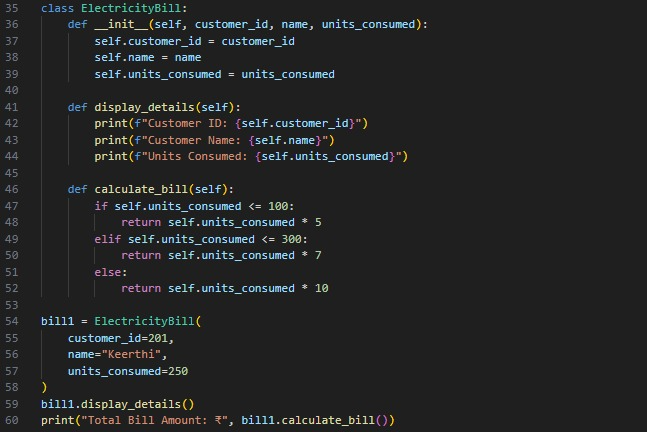 35 class ElectricityBill:
36     def __init__(self, customer_id, name, units_consumed):
37         self.customer_id = customer_id
38         self.name = name
39         self.units_consumed = units_consumed
40
41     def display_details(self):
42         print(f"Customer ID: {self.customer_id}")
43         print(f"Customer Name: {self.name}")
44         print(f"Units Consumed: {self.units_consumed}")
45
46     def calculate_bill(self):
47         if self.units_consumed <= 100:
48             return self.units_consumed * 5
49         elif self.units_consumed <= 300:
50             return self.units_consumed * 7
51         else:
52             return self.units_consumed * 10
53
54 bill1 = ElectricityBill(
55     customer_id=201,
56     name="Keerthi",
57     units_consumed=250
58 )
59 bill1.display_details()
60 print("Total Bill Amount: ₹", bill1.calculate_bill())